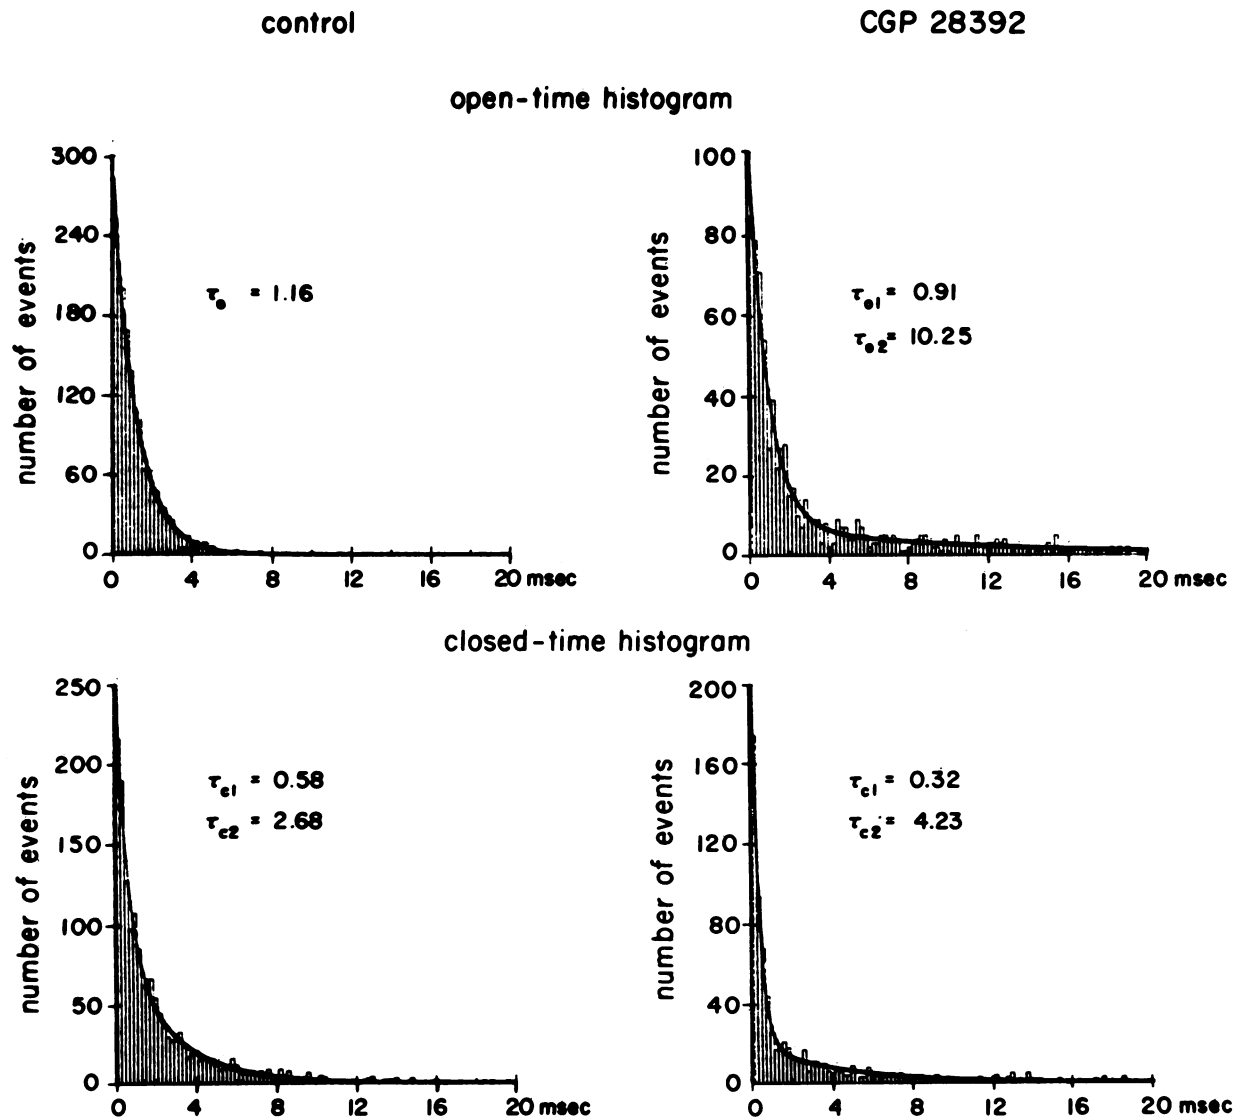 control
CGP 28392
open-time histogram
300
240
180
120
60
0
number of events
τo = 1.16
0 4 8 12 16 20 msec
100
80
60
40
20
0
number of events
τo1 = 0.91
τo2 = 10.25
0 4 8 12 16 20 msec
closed-time histogram
250
200
150
100
50
0
number of events
τc1 = 0.58
τc2 = 2.68
0 4 8 12 16 20 msec
200
160
120
80
40
0
number of events
τc1 = 0.32
τc2 = 4.23
0 4 8 12 16 20 msec